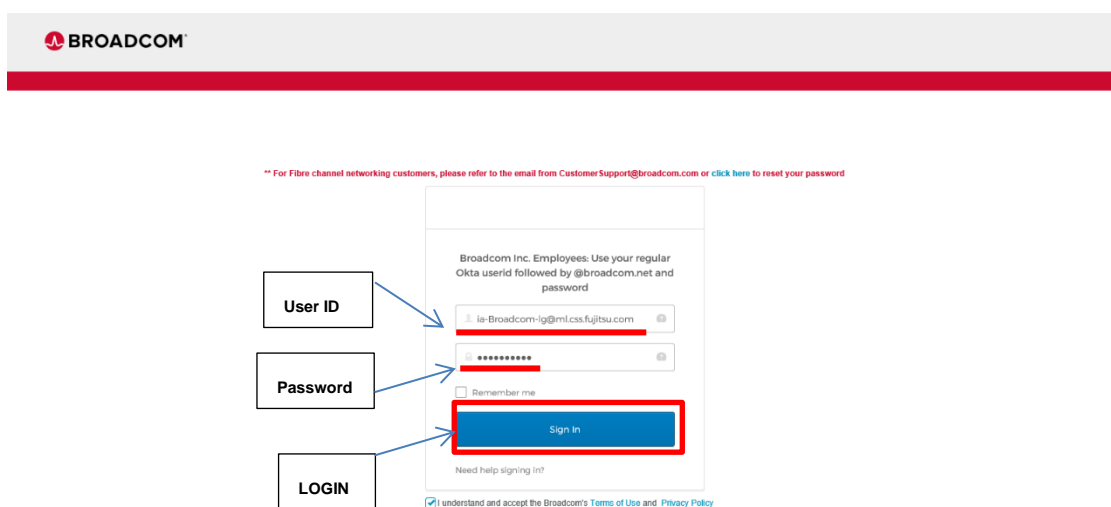 BROADCOM
** For Fibre channel networking customers, please refer to the email from CustomerSupport@broadcom.com or click here to reset your password
Broadcom Inc. Employees: Use your regular
Okta userid followed by @broadcom.net and
password
User ID
ia-Broadcom-lg@ml.css.fujitsu.com
Password
Remember me
Sign In
Need help signing in?
LOGIN
I understand and accept the Broadcom's Terms of Use and Privacy Policy